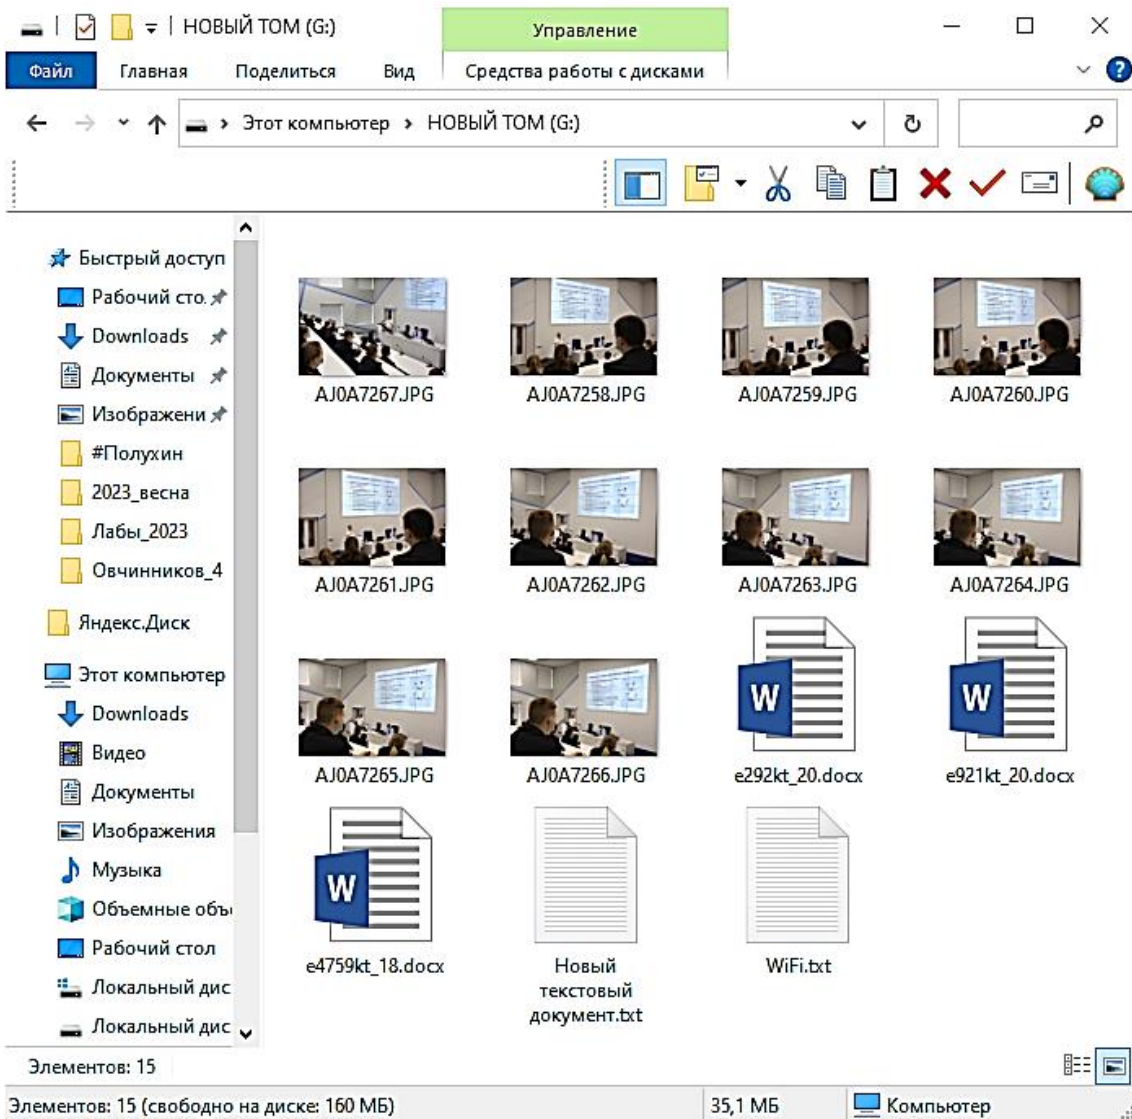 НОВЫЙ ТОМ (G:)
Управление
Файл
Главная
Поделиться
Вид
Средства работы с дисками
Этот компьютер
НОВЫЙ ТОМ (G:)
Быстрый доступ
Рабочий сто.
Downloads
Документы
Изображени
#Полухин
2023_весна
Лабы_2023
Овчинников_4
Яндекс.Диск
Этот компьютер
Downloads
Видео
Документы
Изображения
Музыка
Объемные объ
Рабочий стол
Локальный дис
Локальный дис
AJ0A7267.JPG
AJ0A7258.JPG
AJ0A7259.JPG
AJ0A7260.JPG
AJ0A7261.JPG
AJ0A7262.JPG
AJ0A7263.JPG
AJ0A7264.JPG
AJ0A7265.JPG
AJ0A7266.JPG
e292kt_20.docx
e921kt_20.docx
e4759kt_18.docx
Новый
текстовый
документ.txt
WiFi.txt
Элементов: 15
Элементов: 15 (свободно на диске: 160 МБ)
35,1 МБ
Компьютер